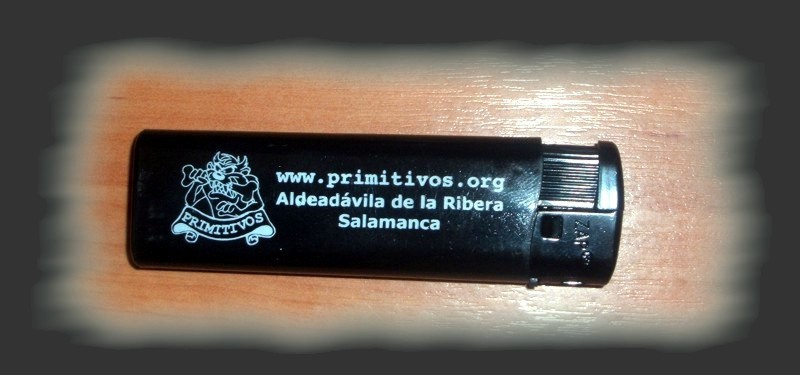 www.primitivos.org
Aldeadávila de la Ribera
Salamanca
PRIMITIVOS